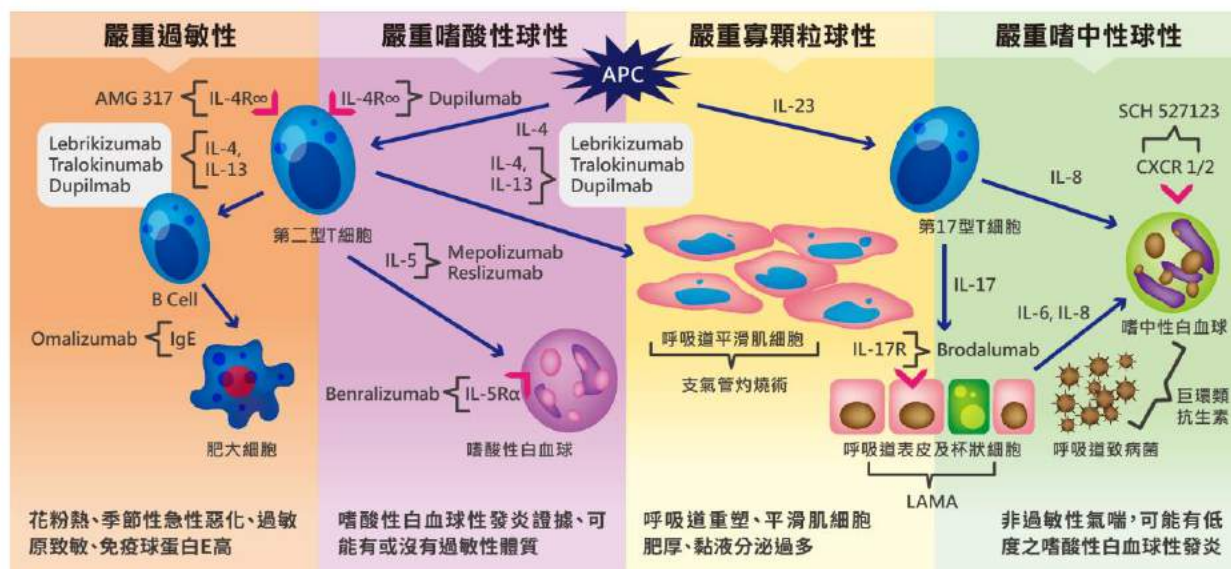 嚴重過敏性
嚴重嗜酸性球性
嚴重寡顆粒球性
嚴重嗜中性球性
APC
AMG 317
IL-4R∞
IL-4R∞
Dupilumab
IL-4
IL-23
SCH 527123
CXCR 1/2
Lebrikizumab
Tralokinumab
Dupilmab
IL-4,
IL-13
IL-4,
IL-13
Lebrikizumab
Tralokinumab
Dupilmab
IL-8
第二型T細胞
第17型T細胞
B Cell
IL-5
Mepolizumab
Reslizumab
IL-17
IL-6, IL-8
嗜中性白血球
Omalizumab
IgE
呼吸道平滑肌細胞
支氣管灼燒術
IL-17R
Brodalumab
Benralizumab
IL-5Rα
巨環類
抗生素
肥大細胞
嗜酸性白血球
呼吸道表皮及杯狀細胞
呼吸道致病菌
LAMA
花粉熱、季節性急性惡化、過敏
原致敏、免疫球蛋白E高
嗜酸性白血球性發炎證據、可
能有或沒有過敏性體質
呼吸道重塑、平滑肌細胞
肥厚、黏液分泌過多
非過敏性氣喘,可能有低
度之嗜酸性白血球性發炎